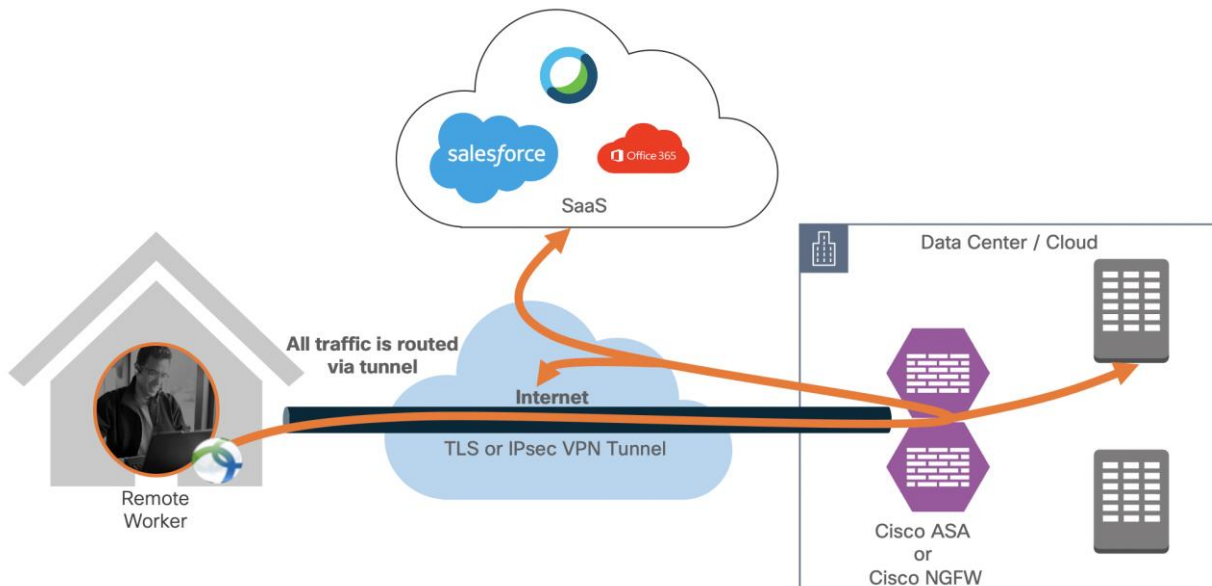 salesforce
Office 365
SaaS
Data Center / Cloud
All traffic is routed
via tunnel
Internet
TLS or IPsec VPN Tunnel
Remote
Worker
Cisco ASA
or
Cisco NGFW